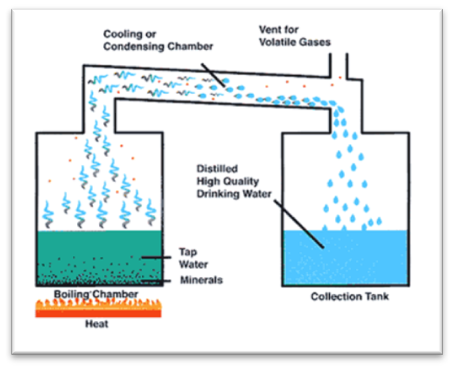 Cooling or
Condensing Chamber
Vent for
Volatile Gases
Distilled
High Quality
Drinking Water
Tap
Water
Minerals
Boiling Chamber
Heat
Collection Tank